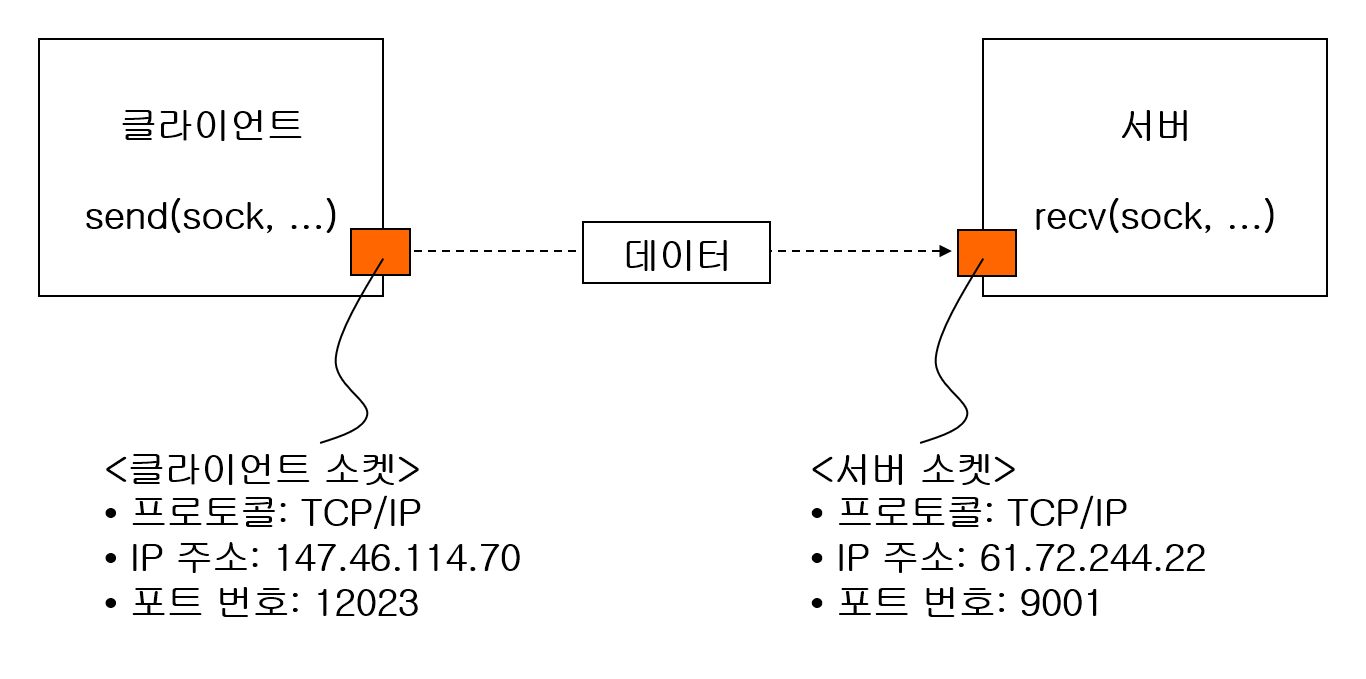 클라이언트
send(sock, ...)
데이터
서버
recv(sock, ...)
<클라이언트 소켓>
• 프로토콜: TCP/IP
• IP 주소: 147.46.114.70
• 포트 번호: 12023
<서버 소켓>
• 프로토콜: TCP/IP
• IP 주소: 61.72.244.22
• 포트 번호: 9001